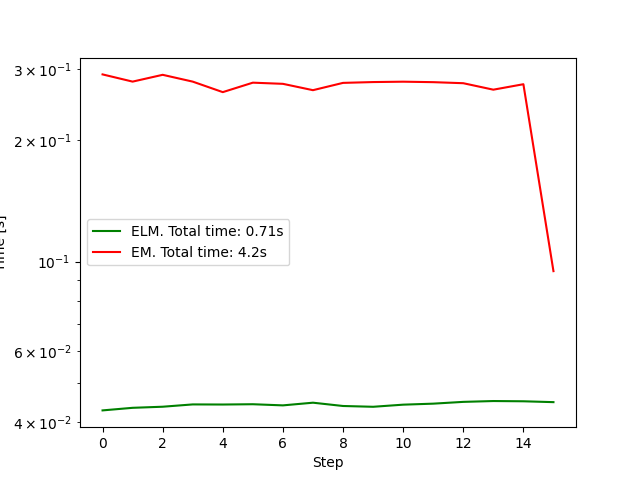 3 × 10⁻¹
2 × 10⁻¹
10⁻¹
6 × 10⁻²
4 × 10⁻²
ELM. Total time: 0.71s
EM. Total time: 4.2s
0 2 4 6 8 10 12 14
Step
[s]